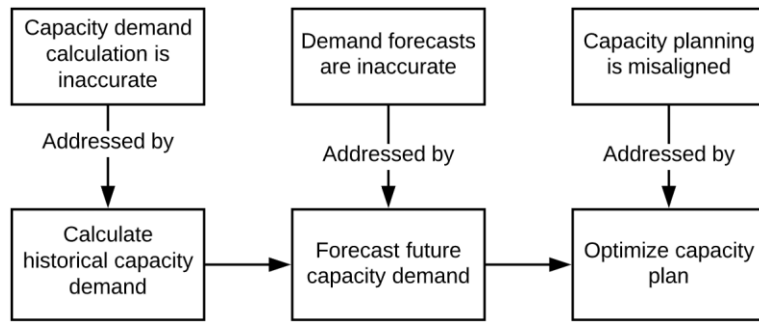 Capacity demand
calculation is
inaccurate
Demand forecasts
are inaccurate
Capacity planning
is misaligned
Addressed by
Addressed by
Addressed by
Calculate
historical capacity
demand
Forecast future
capacity demand
Optimize capacity
plan